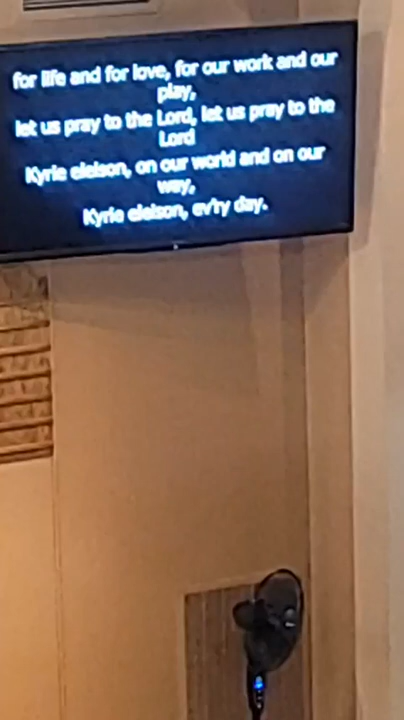 for life and for love, for our work and our
play,
let us pray to the Lord, let us pray to the
Lord
Kyrie eleison, on our world and on our
way,
Kyrie eleison, ev'ry day.